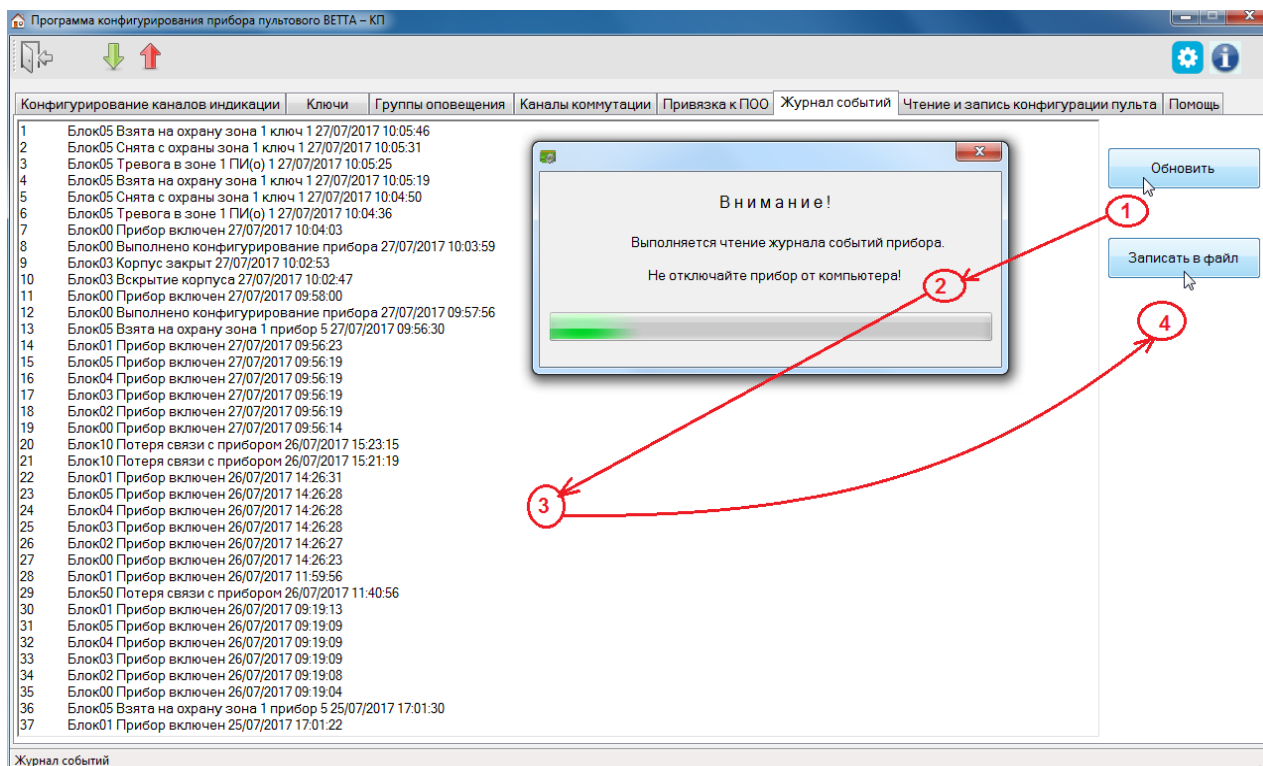 Программа конфигурирования прибора пультового ВЕТТА – КП
Конфигурирование каналов индикации Ключи Группы оповещения Каналы коммутации Привязка к ПОО Журнал событий Чтение и запись конфигурации пульта Помощь
1 Блок05 Взята на охрану зона 1 ключ 1 27/07/2017 10:05:46
2 Блок05 Снята с охраны зона 1 ключ 1 27/07/2017 10:05:31
3 Блок05 Тревога в зоне 1 ПИ(о) 1 27/07/2017 10:05:25
4 Блок05 Взята на охрану зона 1 ключ 1 27/07/2017 10:05:19
5 Блок05 Снята с охраны зона 1 ключ 1 27/07/2017 10:04:50
6 Блок05 Тревога в зоне 1 ПИ(о) 1 27/07/2017 10:04:36
7 Блок00 Прибор включен 27/07/2017 10:04:03
8 Блок00 Выполнено конфигурирование прибора 27/07/2017 10:03:59
9 Блок03 Корпус закрыт 27/07/2017 10:02:53
10 Блок03 Вскрытие корпуса 27/07/2017 10:02:47
11 Блок00 Прибор включен 27/07/2017 09:58:00
12 Блок00 Выполнено конфигурирование прибора 27/07/2017 09:57:56
13 Блок05 Взята на охрану зона 1 прибор 5 27/07/2017 09:56:30
14 Блок01 Прибор включен 27/07/2017 09:56:23
15 Блок05 Прибор включен 27/07/2017 09:56:19
16 Блок04 Прибор включен 27/07/2017 09:56:19
17 Блок03 Прибор включен 27/07/2017 09:56:19
18 Блок02 Прибор включен 27/07/2017 09:56:19
19 Блок00 Прибор включен 27/07/2017 09:56:14
20 Блок10 Потеря связи с прибором 26/07/2017 15:23:15
21 Блок10 Потеря связи с прибором 26/07/2017 15:21:19
22 Блок01 Прибор включен 26/07/2017 14:26:31
23 Блок05 Прибор включен 26/07/2017 14:26:28
24 Блок04 Прибор включен 26/07/2017 14:26:28
25 Блок03 Прибор включен 26/07/2017 14:26:28
26 Блок02 Прибор включен 26/07/2017 14:26:27
27 Блок00 Прибор включен 26/07/2017 14:26:23
28 Блок01 Прибор включен 26/07/2017 11:59:56
29 Блок50 Потеря связи с прибором 26/07/2017 11:40:56
30 Блок01 Прибор включен 26/07/2017 09:19:13
31 Блок05 Прибор включен 26/07/2017 09:19:09
32 Блок04 Прибор включен 26/07/2017 09:19:09
33 Блок03 Прибор включен 26/07/2017 09:19:09
34 Блок02 Прибор включен 26/07/2017 09:19:08
35 Блок00 Прибор включен 26/07/2017 09:19:04
36 Блок05 Взята на охрану зона 1 прибор 5 25/07/2017 17:01:30
37 Блок01 Прибор включен 25/07/2017 17:01:22
Внимание!
Выполняется чтение журнала событий прибора.
Не отключайте прибор от компьютера!
Обновить
1
2
Записать в файл
4
3
Журнал событий